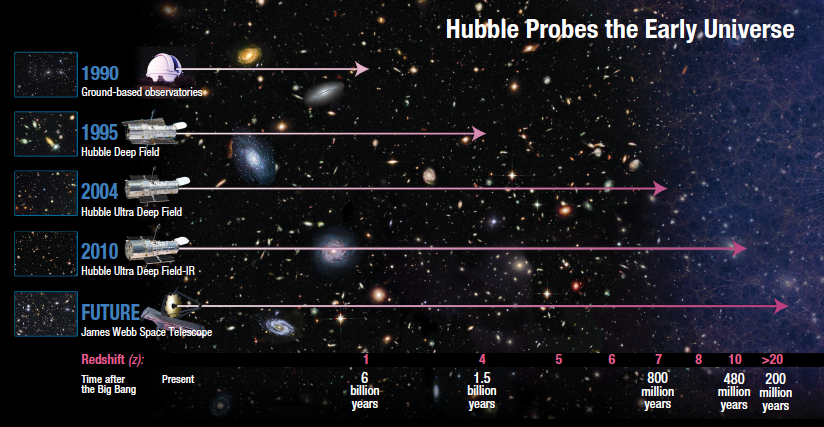 Hubble Probes the Early Universe
1990
Ground-based observatories
1995
Hubble Deep Field
2004
Hubble Ultra Deep Field
2010
Hubble Ultra Deep Field-IR
FUTURE
James Webb Space Telescope
Redshift (z): 1 4 5 6 7 8 10 >20
Time after
the Big Bang
Present
6
billion
years
1.5
billion
years
800
million
years
480
million
years
200
million
years